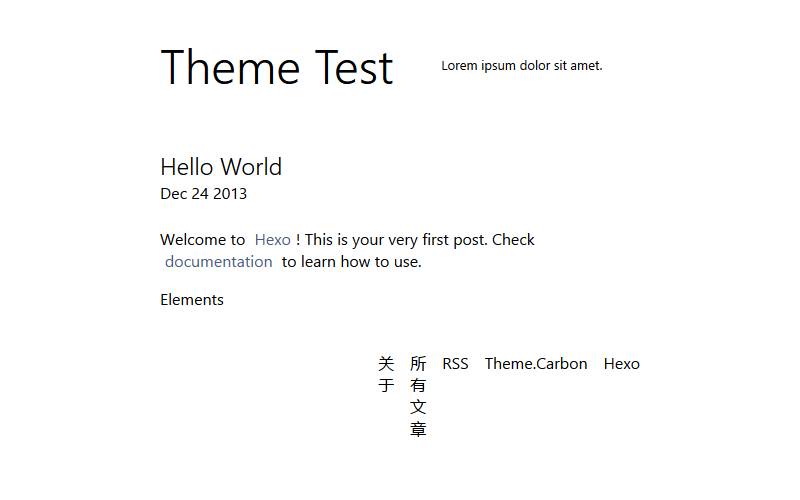 Theme Test
Lorem ipsum dolor sit amet.
Hello World
Dec 24 2013
Welcome to Hexo ! This is your very first post. Check
documentation to learn how to use.
Elements
关于
所有文章
RSS
Theme.Carbon
Hexo